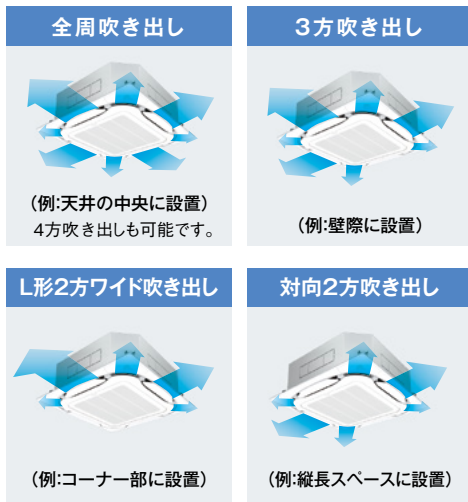 全周吹き出し
(例:天井の中央に設置)
4方吹き出しも可能です。
3方吹き出し
(例:壁際に設置)
L形2方ワイド吹き出し
(例:コーナー部に設置)
対向2方吹き出し
(例:縦長スペースに設置)